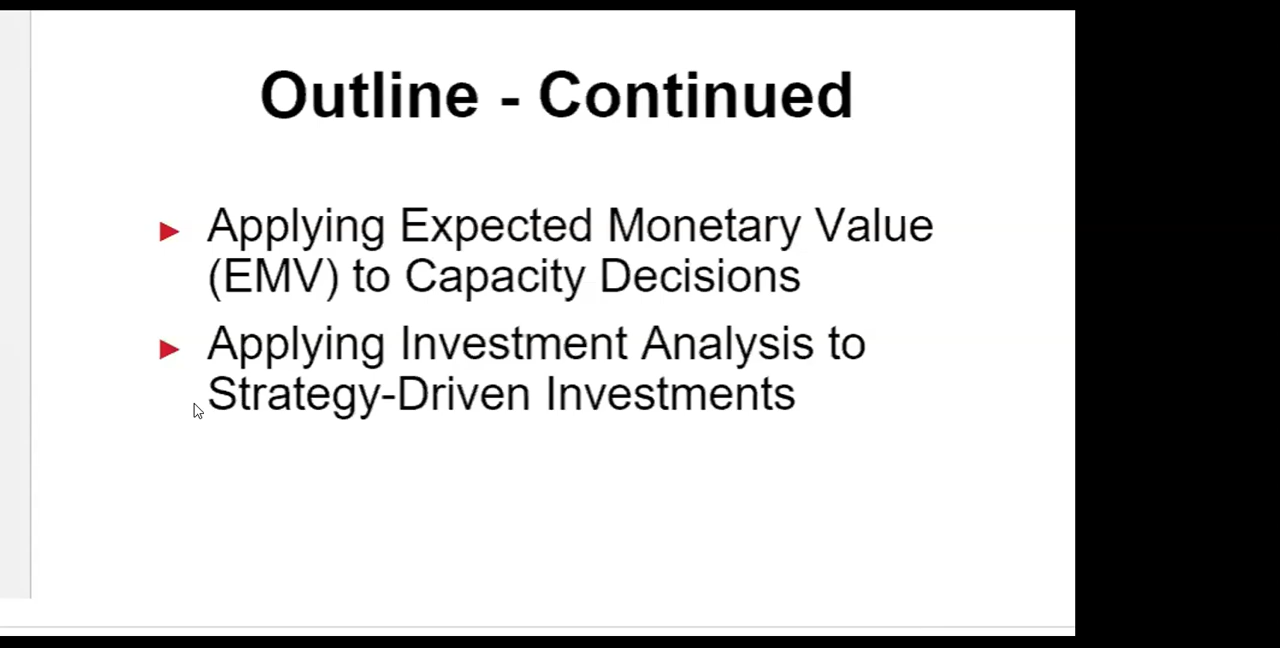 Outline - Continued
► Applying Expected Monetary Value
(EMV) to Capacity Decisions
► Applying Investment Analysis to
Strategy-Driven Investments